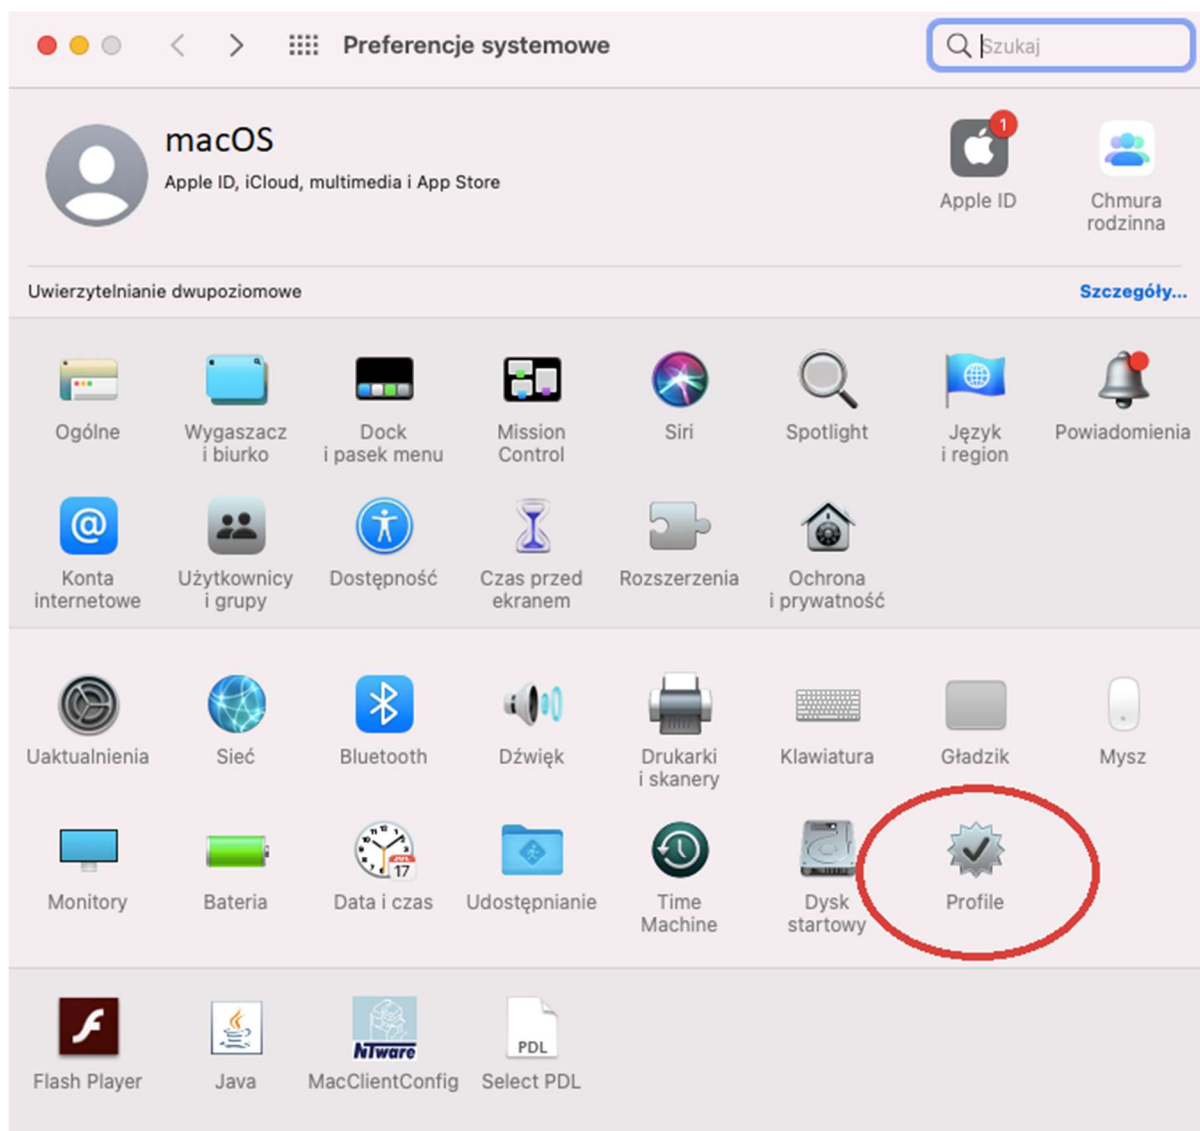 Preferencje systemowe
Szukaj
macOS
Apple ID, iCloud, multimedia i App Store
1
Apple ID
Chmura
rodzinna
Uwierzytelnianie dwupoziomowe
Szczegóły...
Ogólne
Wygaszacz
i biurko
Dock
i pasek menu
Mission
Control
Siri
Spotlight
Język
i region
Powiadomienia
Konta
internetowe
Użytkownicy
i grupy
Dostępność
Czas przed
ekranem
Rozszerzenia
Ochrona
i prywatność
Uaktualnienia
Sieć
Bluetooth
Dźwięk
Drukarki
i skanery
Klawiatura
Gładzik
Mysz
Monitory
Bateria
JUL
17
Data i czas
Udostępnianie
Time
Machine
Dysk
startowy
Profile
Flash Player
Java
NTware
MacClientConfig
PDL
Select PDL